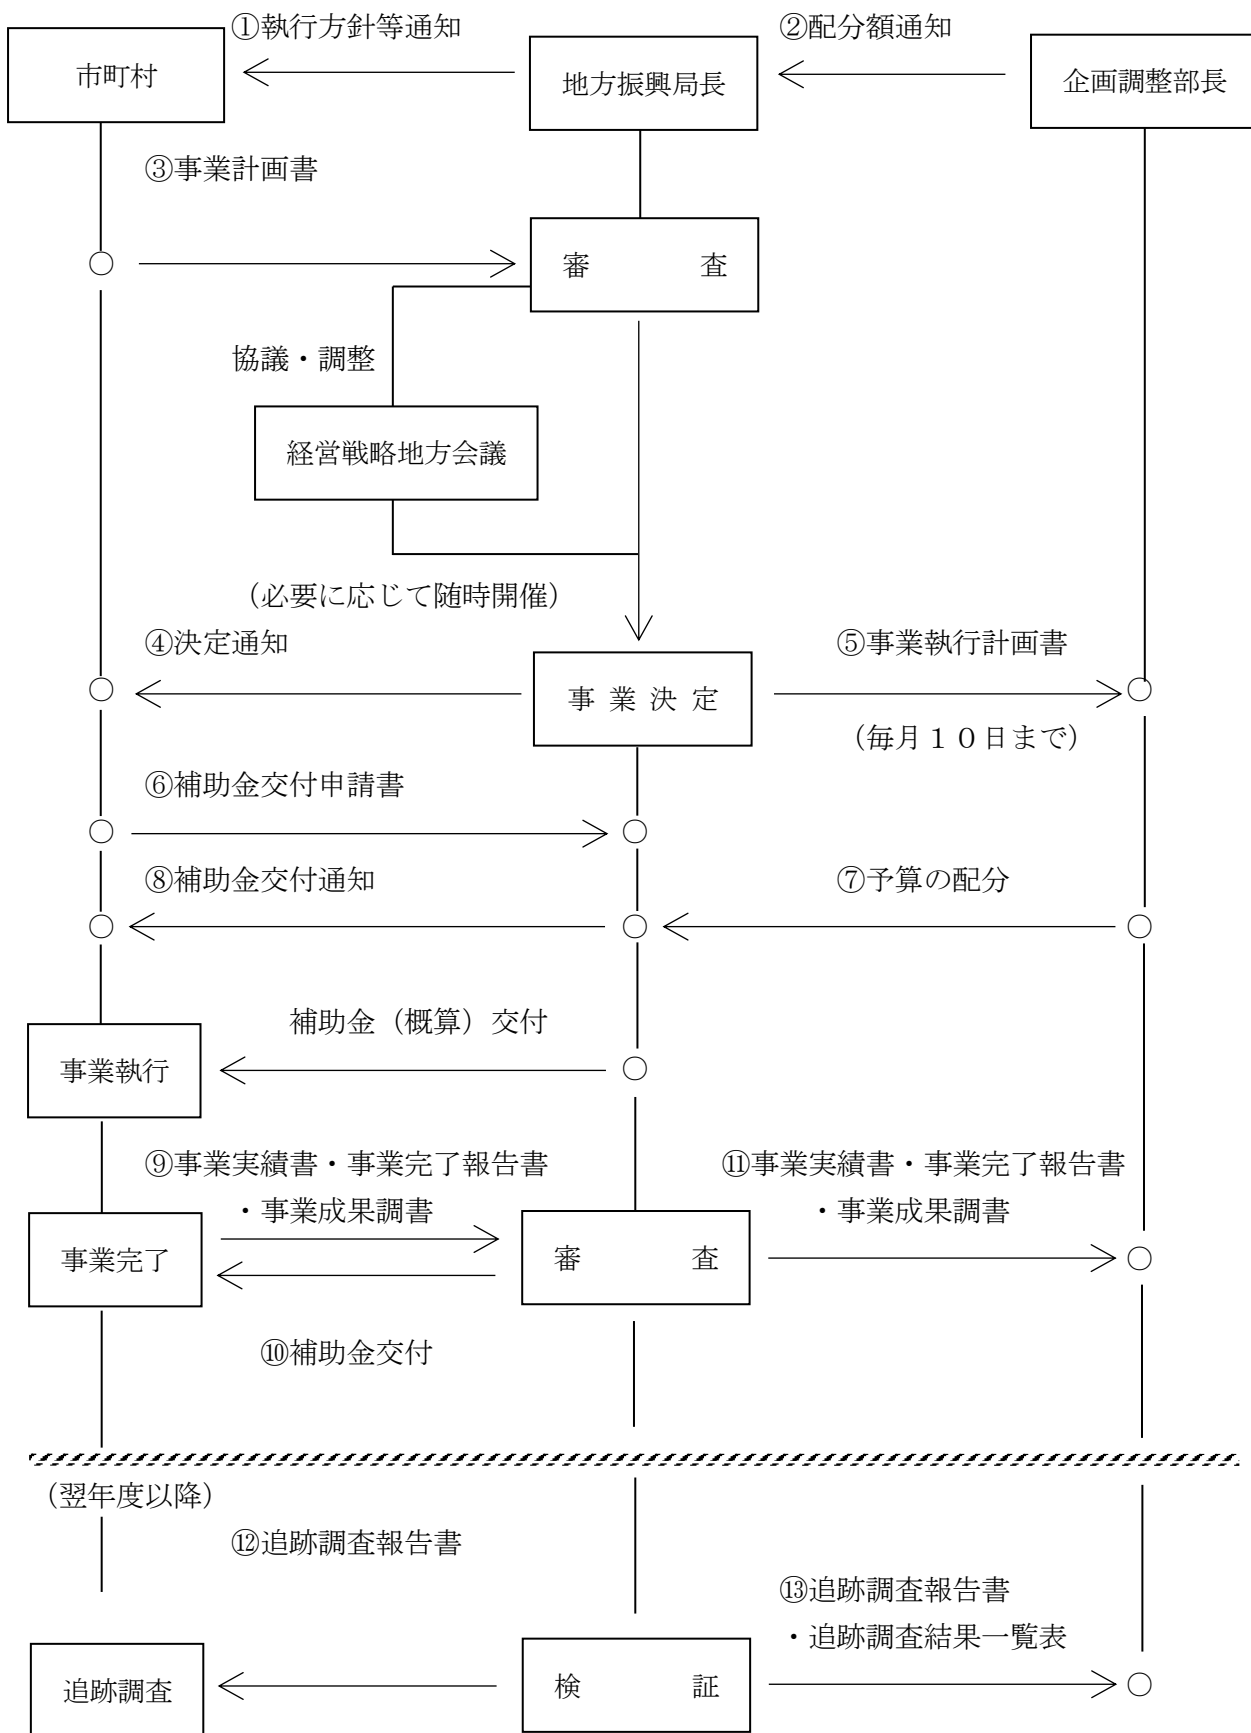 ①執行方針等通知
②配分額通知
市町村
地方振興局長
企画調整部長
③事業計画書
審　　　査
協議・調整
経営戦略地方会議
（必要に応じて随時開催）
④決定通知
⑤事業執行計画書
事 業 決 定
（毎月１０日まで）
⑥補助金交付申請書
⑧補助金交付通知
⑦予算の配分
補助金（概算）交付
事業執行
⑨事業実績書・事業完了報告書
・事業成果調書
⑪事業実績書・事業完了報告書
・事業成果調書
事業完了
審　　　査
⑩補助金交付
（翌年度以降）
⑫追跡調査報告書
⑬追跡調査報告書
・追跡調査結果一覧表
追跡調査
検　　　証